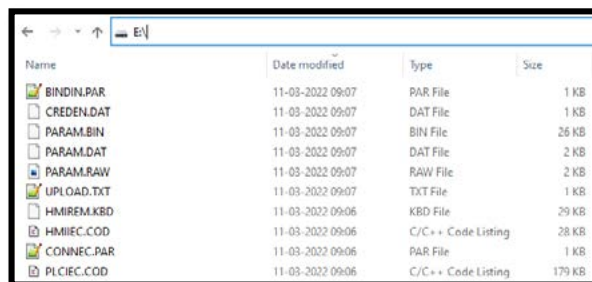 E:\
Name Date modified Type Size
BINDIN.PAR 11-03-2022 09:07 PAR File 1 KB
CREDEN.DAT 11-03-2022 09:07 DAT File 1 KB
PARAM.BIN 11-03-2022 09:07 BIN File 26 KB
PARAM.DAT 11-03-2022 09:07 DAT File 2 KB
PARAM.RAW 11-03-2022 09:07 RAW File 2 KB
UPLOAD.TXT 11-03-2022 09:07 TXT File 1 KB
HMIREM.KBD 11-03-2022 09:06 KBD File 29 KB
HMIIEC.COD 11-03-2022 09:06 C/C++ Code Listing 28 KB
CONNEC.PAR 11-03-2022 09:06 PAR File 1 KB
PLCIEC.COD 11-03-2022 09:06 C/C++ Code Listing 179 KB